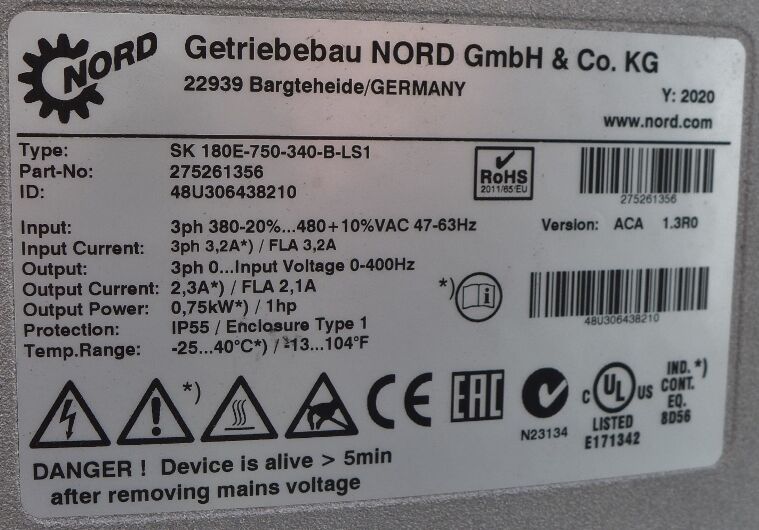 NORD
Getriebebau NORD GmbH & Co. KG
22939 Bargteheide/GERMANY
Y: 2020
www.nord.com
Type: SK 180E-750-340-B-LS1
Part-No: 275261356
ID: 48U306438210
RoHS
2011/65/EU
275261356
Input: 3ph 380-20%...480+10%VAC 47-63Hz
Version: ACA 1.3R0
Input Current: 3ph 3,2A*) / FLA 3,2A
Output: 3ph 0...Input Voltage 0-400Hz
Output Current: 2,3A*) / FLA 2,1A
Output Power: 0,75kW*) / 1hp
Protection: IP55 / Enclosure Type 1
Temp.Range: -25...40°C*) / -13...104°F
*)
48U306438210
*)
CE
EAC
N23134
C UL US
LISTED
E171342
IND. *)
CONT.
EQ.
8D56
DANGER ! Device is alive > 5min
after removing mains voltage